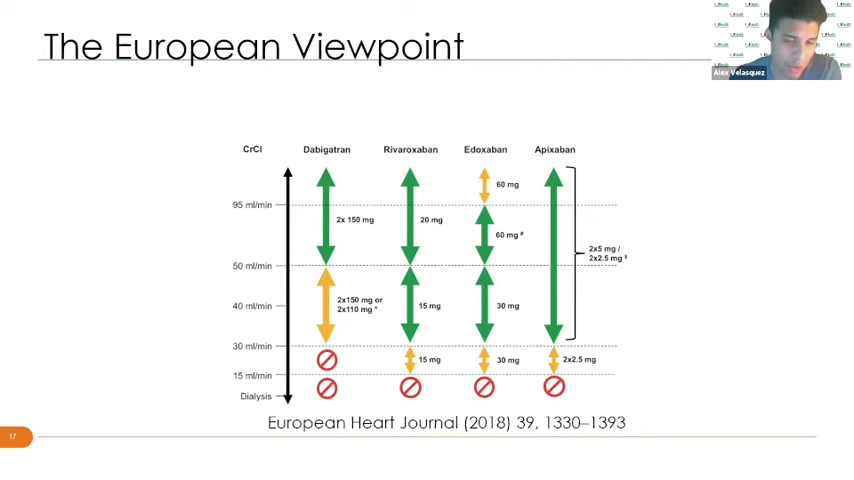 The European Viewpoint
Alex Velasquez
CrCl Dabigatran Rivaroxaban Edoxaban Apixaban
60 mg
95 ml/min
2x 150 mg 20 mg
60 mg #
2x5 mg /
2x2.5 mg $
50 ml/min
2x150 mg or
2x110 mg *
40 ml/min 15 mg 30 mg
30 ml/min
15 mg 30 mg 2x2.5 mg
15 ml/min
Dialysis
European Heart Journal (2018) 39, 1330–1393
17